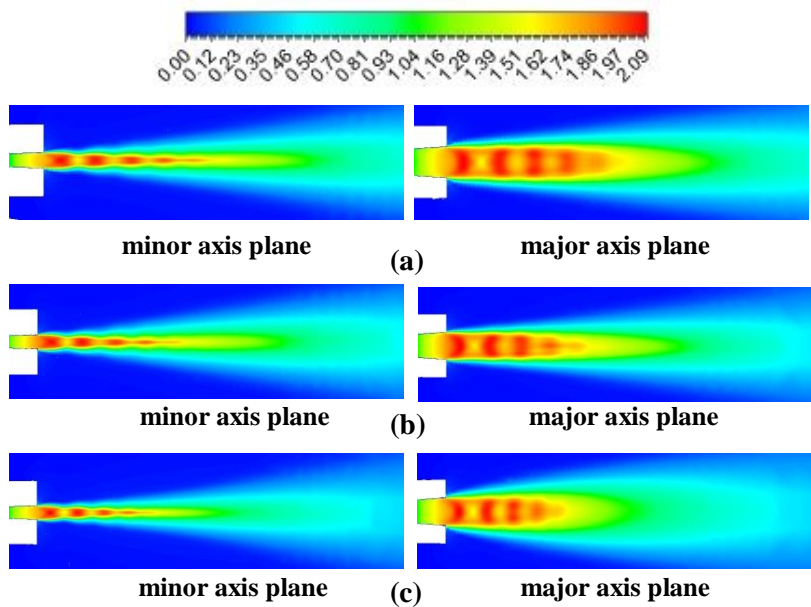 0.00 0.12 0.23 0.35 0.46 0.58 0.70 0.81 0.93 1.04 1.16 1.28 1.39 1.51 1.62 1.74 1.86 1.97 2.09
minor axis plane major axis plane
(a)
minor axis plane major axis plane
(b)
minor axis plane major axis plane
(c)